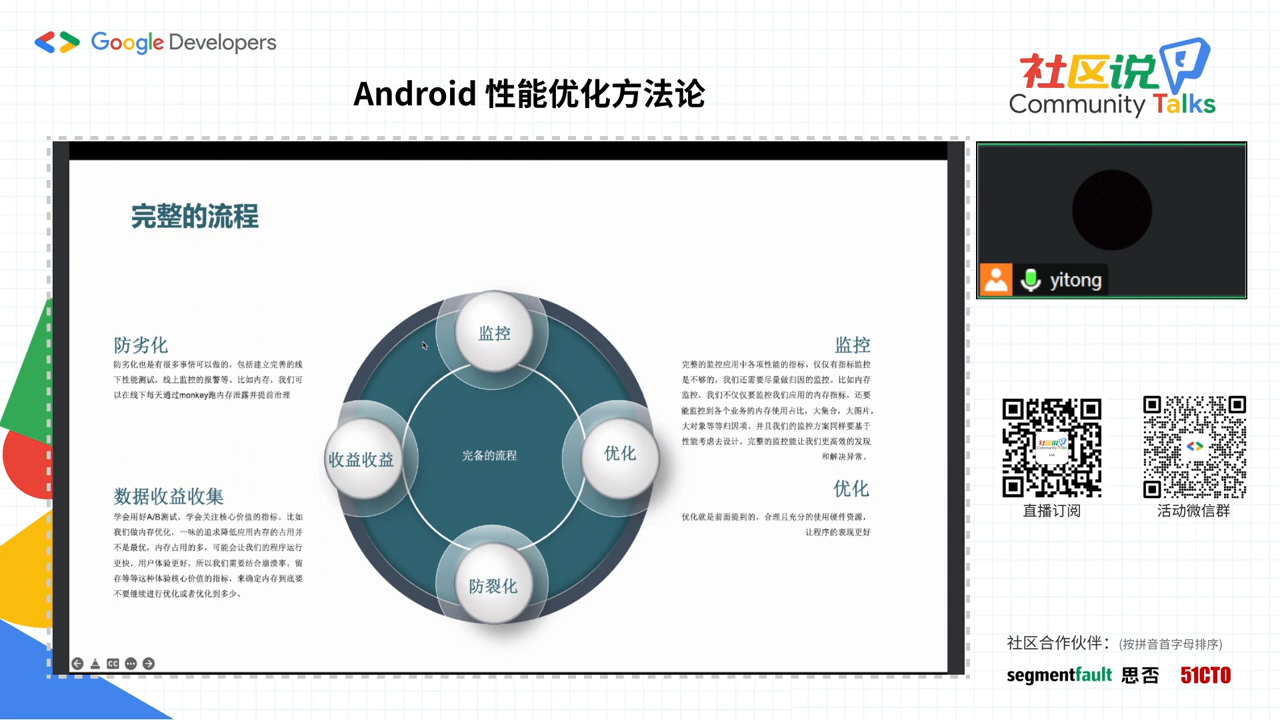 Google Developers
社区说
Community Talks
Android 性能优化方法论
完整的流程
防劣化
防劣化也是有很多事情可以做的，包括建立完善的线
下性能测试，线上监控的报警等。比如内存，我们可
以在线下每天通过monkey跑内存泄露并提前治理
数据收益收集
学会用好A/B测试，学会关注核心价值的指标。比如
我们做内存优化，一味的追求降低应用内存的占用并
不是最优，内存占用的多，可能会让我们的程序运行
更快，用户体验更好，所以我们需要结合崩溃率，留
存等等这种体验核心价值的指标，来确定内存到底要
不要继续进行优化或者优化到多少。
监控
收益收益
完备的流程
优化
防裂化
监控
完整的监控应用中各项性能的指标，仅仅有指标监控
是不够的，我们还需要尽量做归因的监控。比如内存
监控，我们不仅仅要监控我们应用的内存指标，还要
能监控到各个业务的内存使用占比，大集合，大图片，
大对象等等归因项。并且我们的监控方案同样要基于
性能考虑去设计。完整的监控能让我们更高效的发现
和解决异常。
优化
优化就是前面提到的，合理且充分的使用硬件资源，
让程序的表现更好
CC
yitong
直播订阅
活动微信群
社区合作伙伴：(按拼音首字母排序)
segmentfault 思否
51CTO